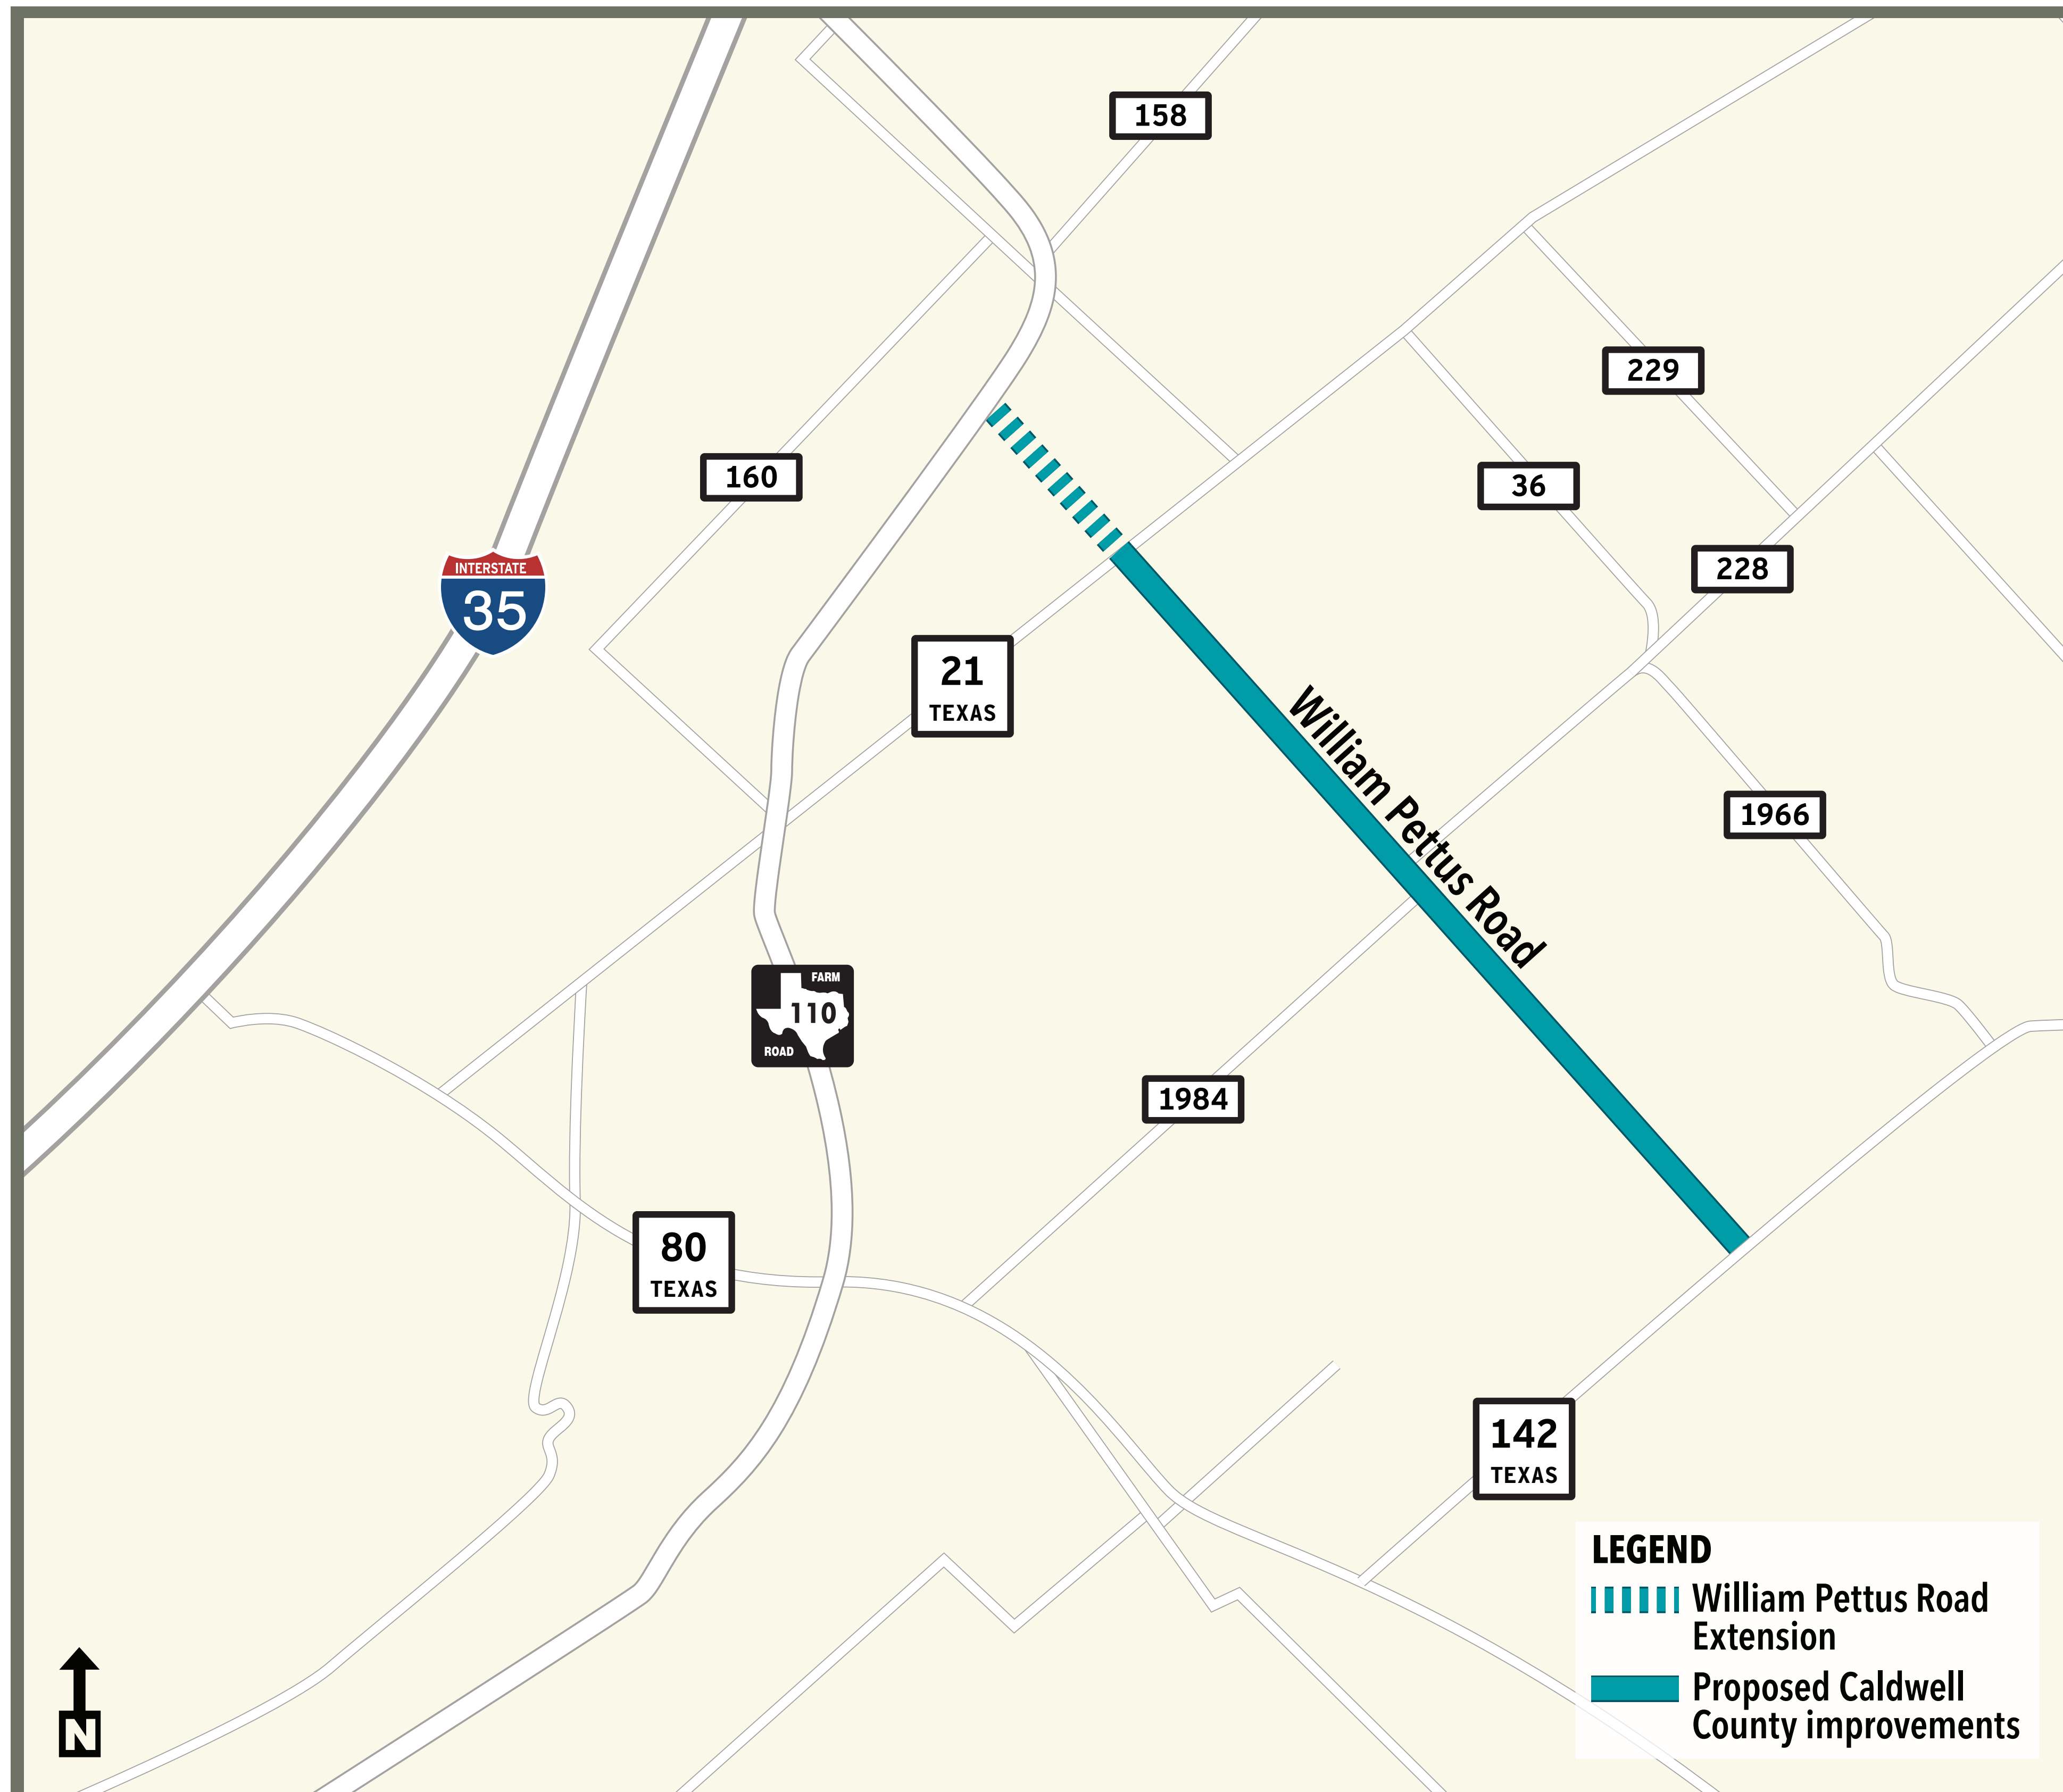 158
229
160
36
228
INTERSTATE
35
21
TEXAS
William Pettus Road
1966
FARM
110
ROAD
1984
80
TEXAS
142
TEXAS
LEGEND
William Pettus Road
Extension
Proposed Caldwell
County improvements
N